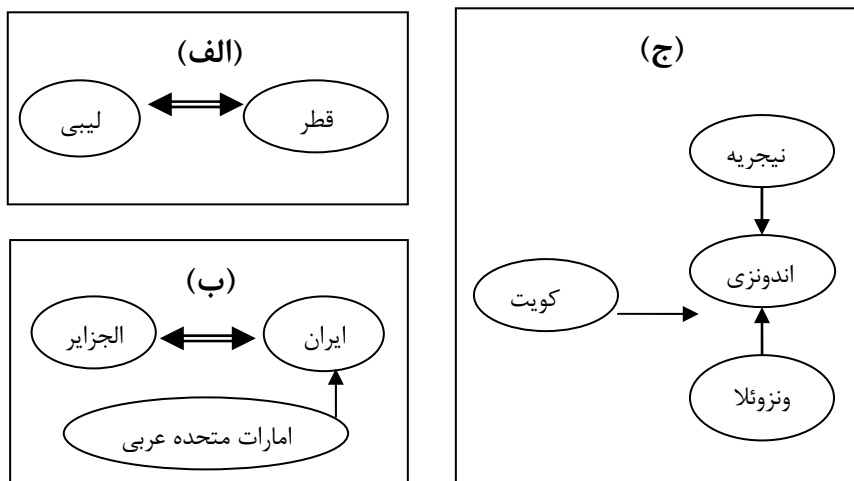 (الف)
قطر
لیبی
(ب)
ایران
الجزایر
امارات متحده عربی
(ج)
نیجریه
اندونزی
کویت
ونزوئلا